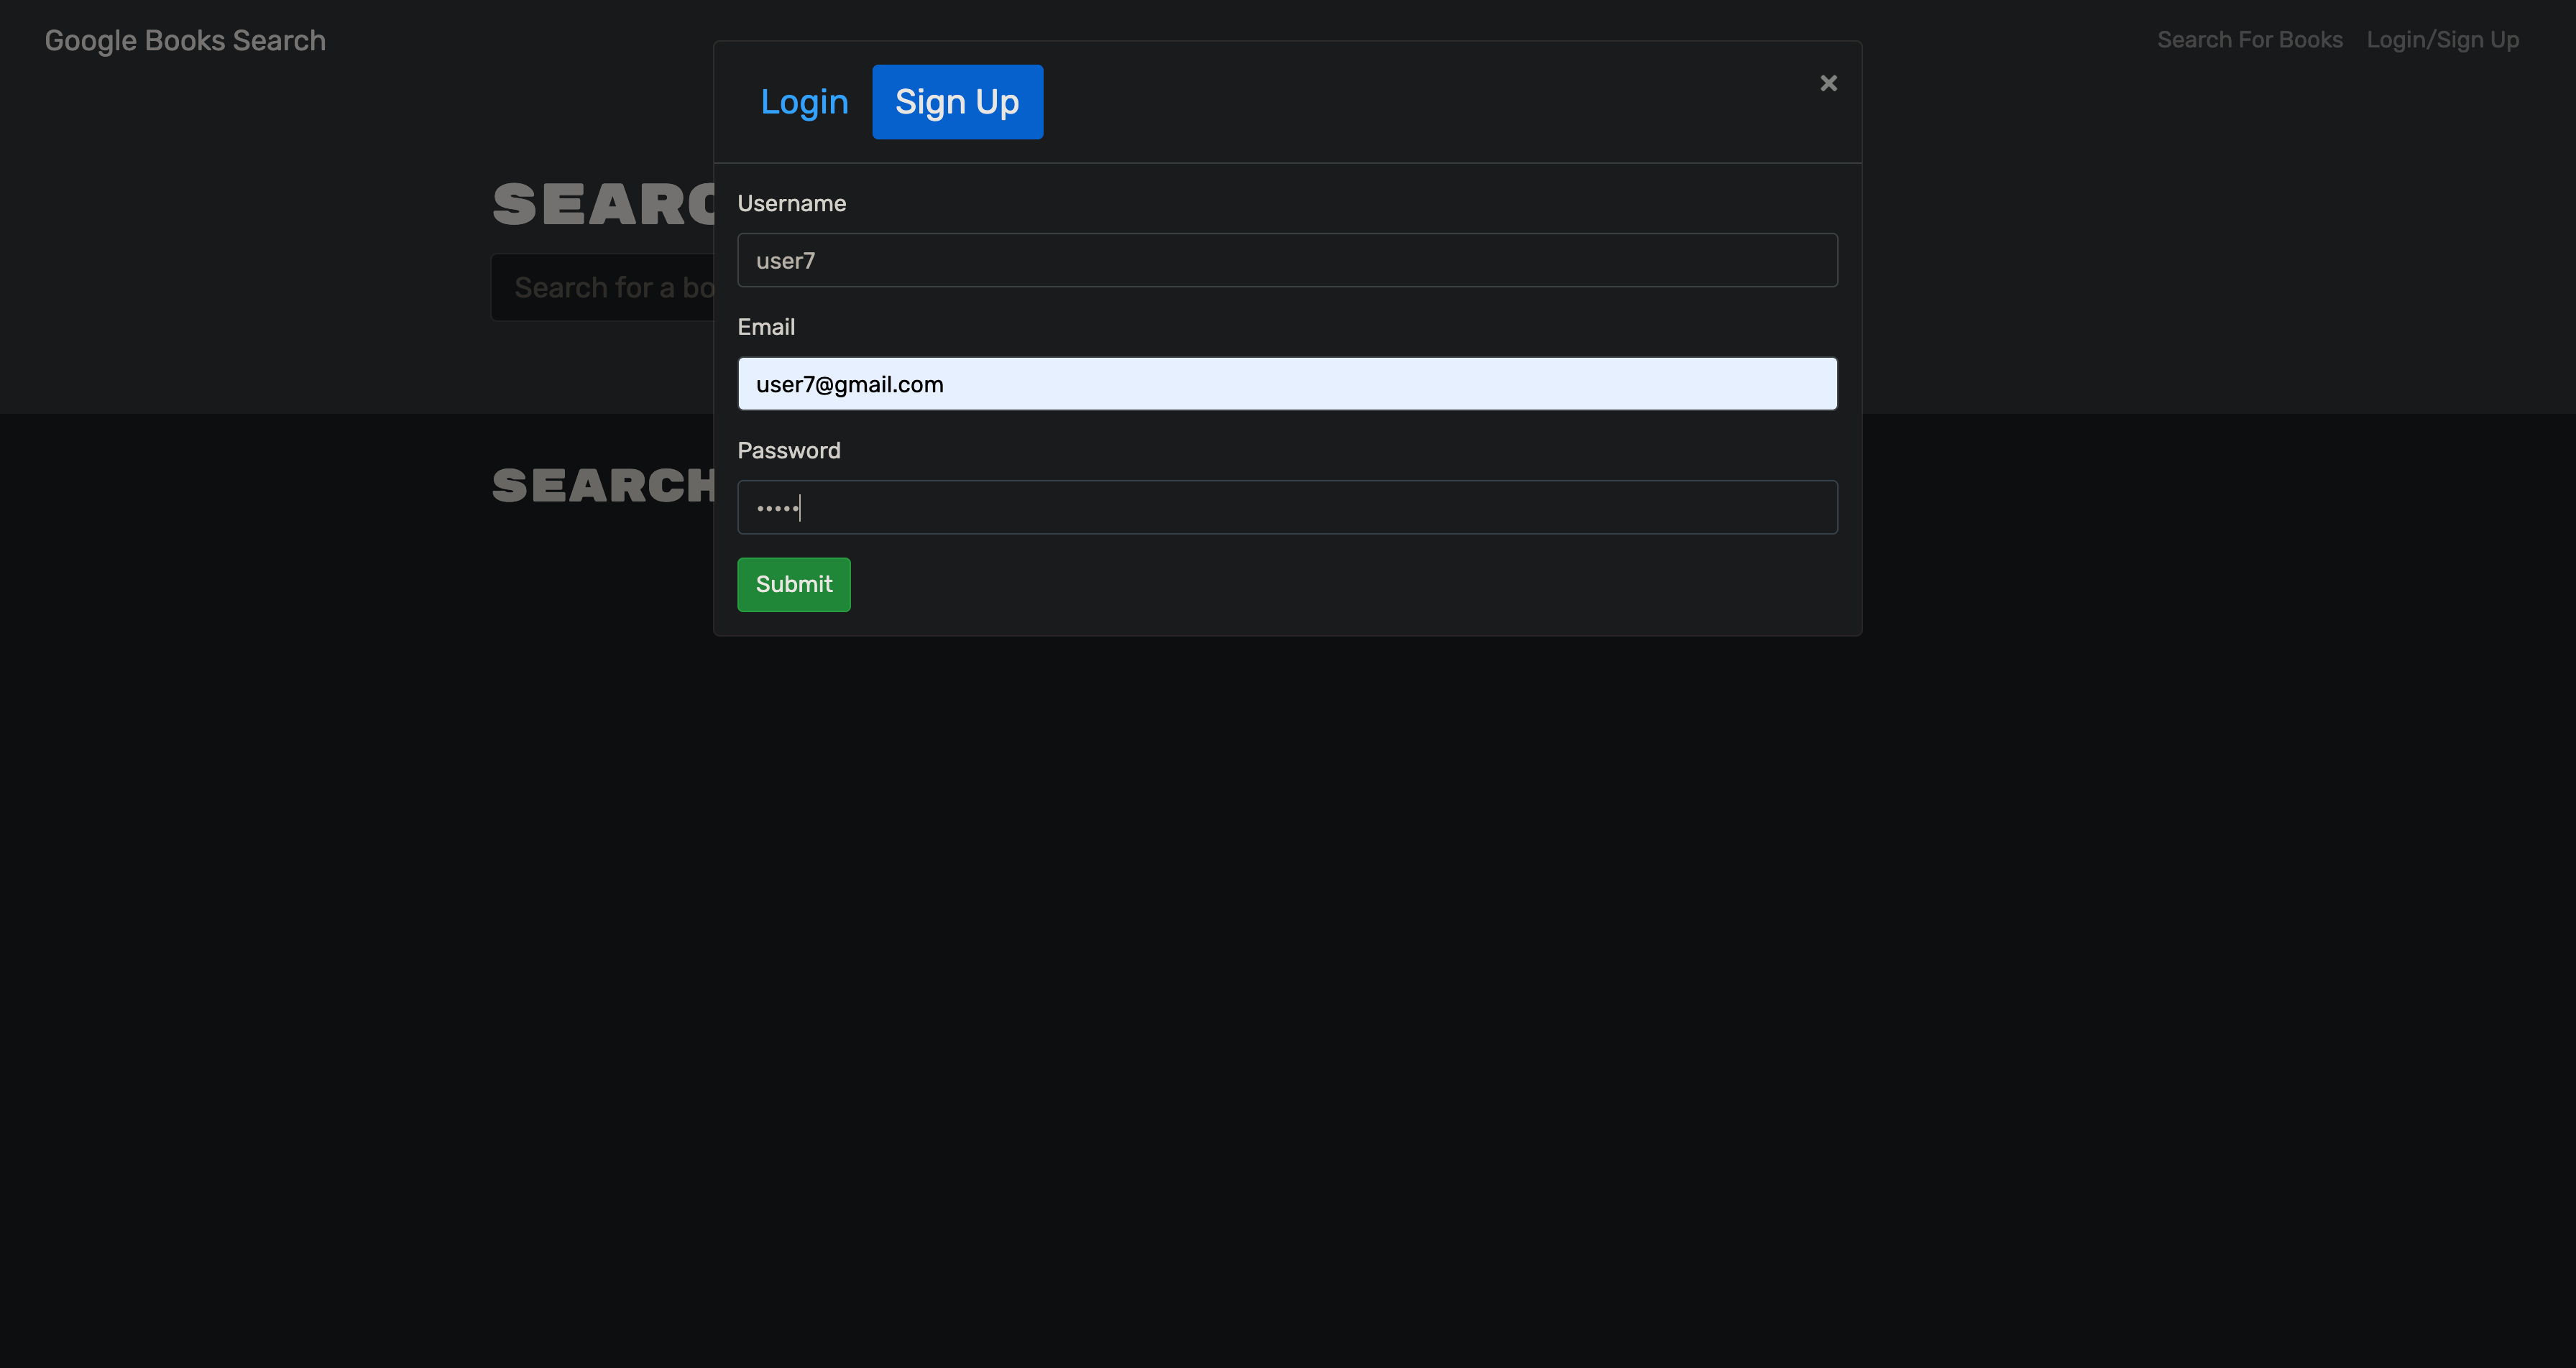 Google Books Search
Search For Books Login/Sign Up
Login Sign Up ×
SEARC
Username
user7
Search for a bo
Email
user7@gmail.com
Password
SEARCH
•••••
Submit